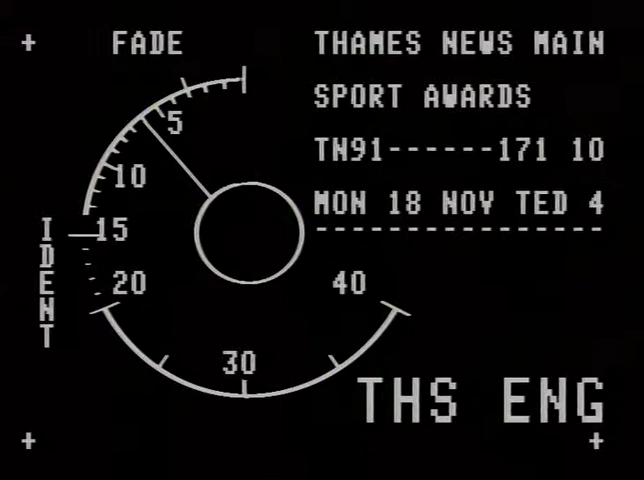 FADE
THAMES NEWS MAIN
SPORT AWARDS
TN91------171 10
MON 18 NOV TED 4
----------------
5
10
15
20
30
40
IDENT
THS ENG